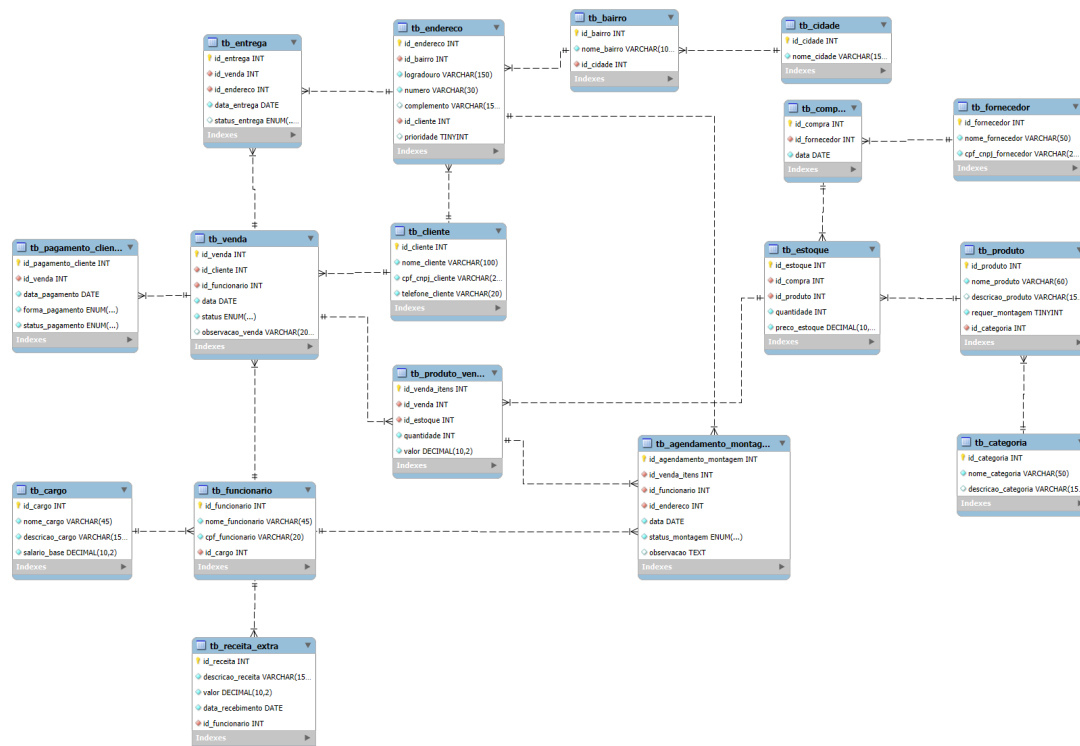 tb_entrega
id_entrega INT
id_venda INT
id_endereco INT
data_entrega DATE
status_entrega ENUM(...
Indexes
tb_endereco
id_endereco INT
id_bairro INT
logradouro VARCHAR(150)
numero VARCHAR(30)
complemento VARCHAR(15...
id_cliente INT
prioridade TINYINT
Indexes
tb_bairro
id_bairro INT
nome_bairro VARCHAR(10...
id_cidade INT
Indexes
tb_cidade
id_cidade INT
nome_cidade VARCHAR(15...
Indexes
tb_comp...
id_compra INT
id_fornecedor INT
data DATE
Indexes
tb_fornecedor
id_fornecedor INT
nome_fornecedor VARCHAR(50)
cpf_cnpj_fornecedor VARCHAR(2...
Indexes
tb_pagamento_clien...
id_pagamento_cliente INT
id_venda INT
data_pagamento DATE
forma_pagamento ENUM(...)
status_pagamento ENUM(...)
Indexes
tb_venda
id_venda INT
id_cliente INT
id_funcionario INT
data DATE
status ENUM(...)
observacao_venda VARCHAR(20...
Indexes
tb_cliente
id_cliente INT
nome_cliente VARCHAR(100)
cpf_cnpj_cliente VARCHAR(2...
telefone_cliente VARCHAR(20)
Indexes
tb_estoque
id_estoque INT
id_compra INT
id_produto INT
quantidade INT
preco_estoque DECIMAL(10,...
Indexes
tb_produto
id_produto INT
nome_produto VARCHAR(60)
descricao_produto VARCHAR(15...
requer_montagem TINYINT
id_categoria INT
Indexes
tb_produto_ven...
id_venda_itens INT
id_venda INT
id_estoque INT
quantidade INT
valor DECIMAL(10,2)
Indexes
tb_agendamento_montag...
id_agendamento_montagem INT
id_venda_itens INT
id_funcionario INT
id_endereco INT
data DATE
status_montagem ENUM(...)
observacao TEXT
Indexes
tb_categoria
id_categoria INT
nome_categoria VARCHAR(50)
descricao_categoria VARCHAR(15...
Indexes
tb_cargo
id_cargo INT
nome_cargo VARCHAR(45)
descricao_cargo VARCHAR(15...
salario_base DECIMAL(10,2)
Indexes
tb_funcionario
id_funcionario INT
nome_funcionario VARCHAR(45)
cpf_funcionario VARCHAR(20)
id_cargo INT
Indexes
tb_receita_extra
id_receita INT
descricao_receita VARCHAR(15...
valor DECIMAL(10,2)
data_recebimento DATE
id_funcionario INT
Indexes